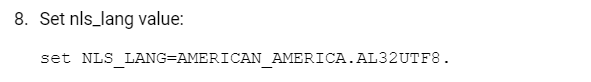 8. Set nls_lang value:
set NLS_LANG=AMERICAN_AMERICA.AL32UTF8.